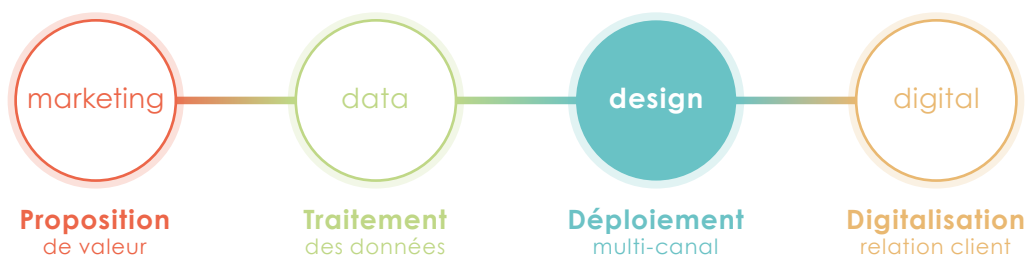 marketing
data
design
digital
Proposition
de valeur
Traitement
des données
Déploiement
multi-canal
Digitalisation
relation client